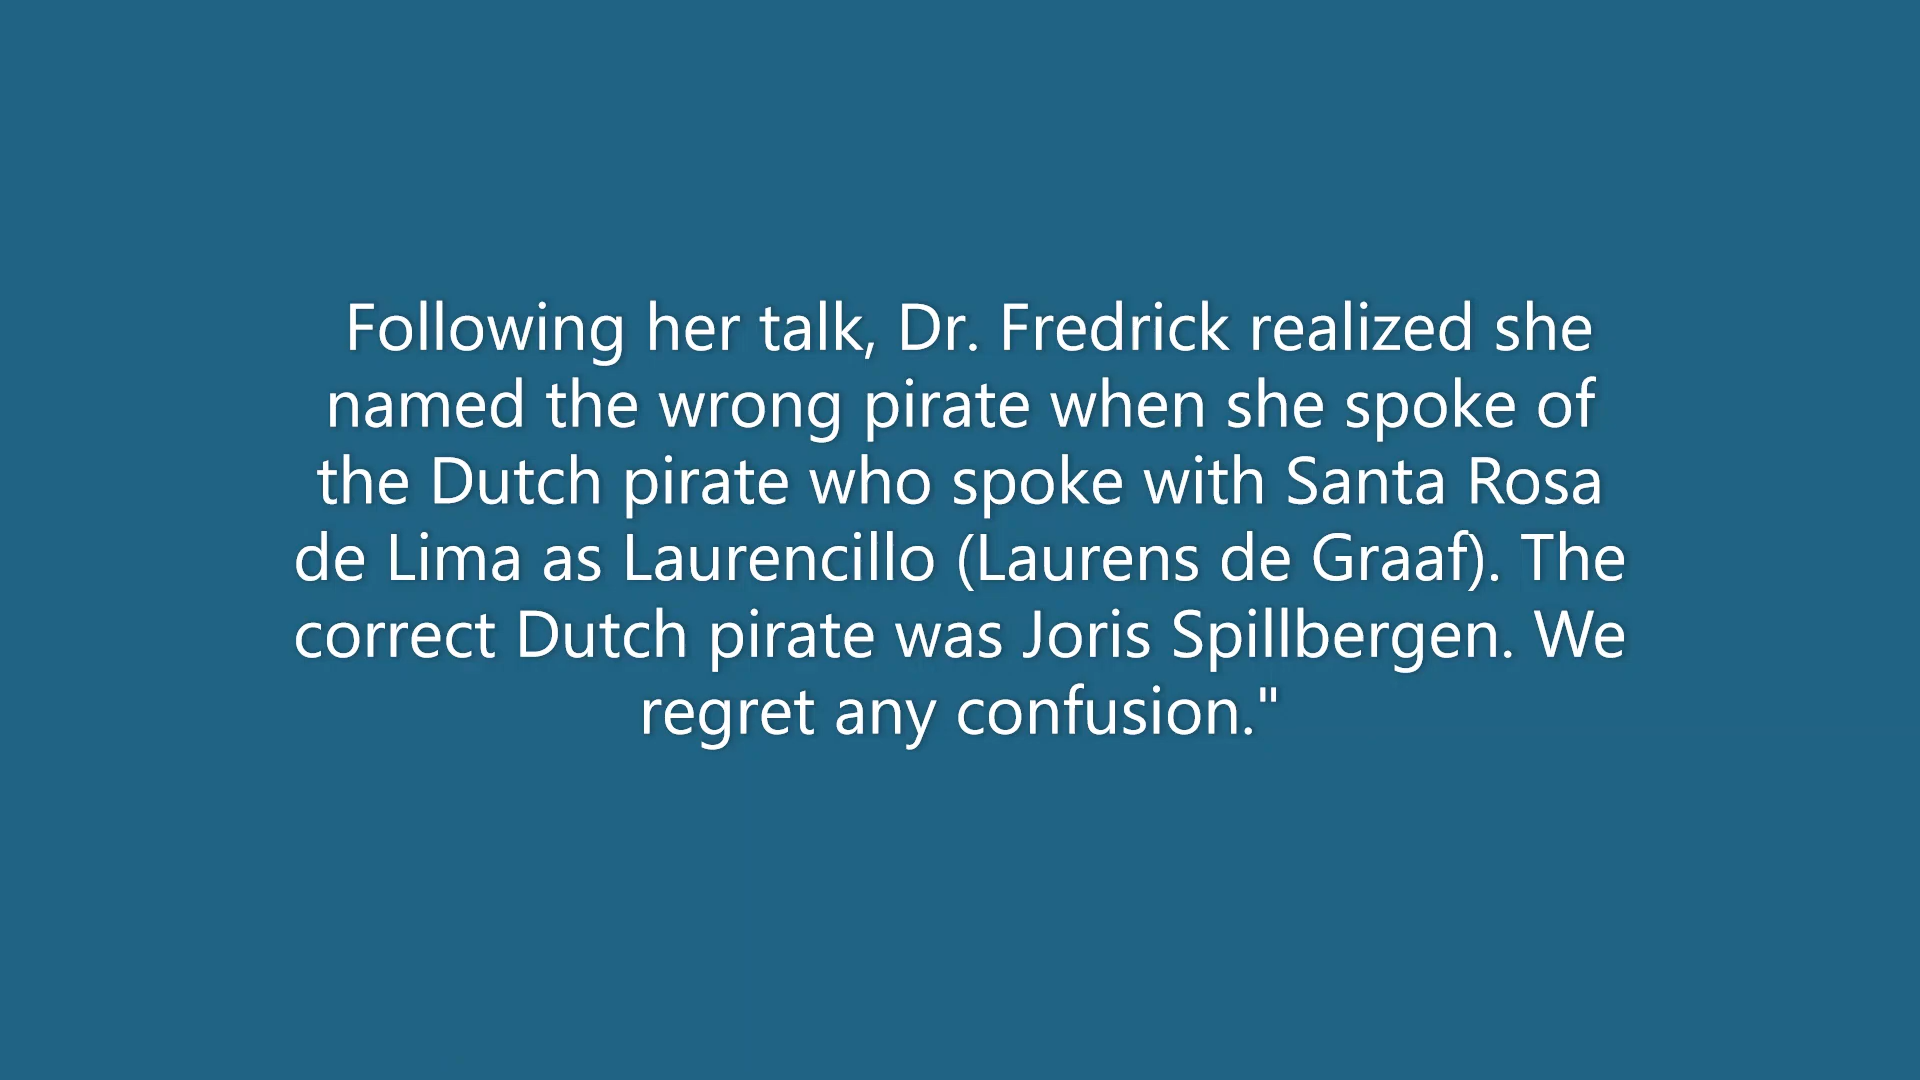 Following her talk, Dr. Fredrick realized she
named the wrong pirate when she spoke of
the Dutch pirate who spoke with Santa Rosa
de Lima as Laurencillo (Laurens de Graaf). The
correct Dutch pirate was Joris Spillbergen. We
regret any confusion."